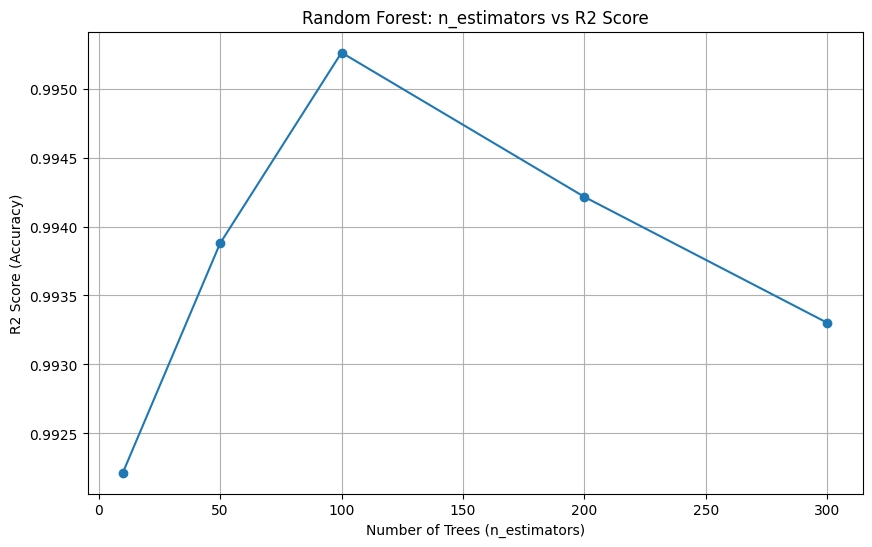 Random Forest: n_estimators vs R2 Score
R2 Score (Accuracy)
0.9950
0.9945
0.9940
0.9935
0.9930
0.9925
0 50 100 150 200 250 300
Number of Trees (n_estimators)